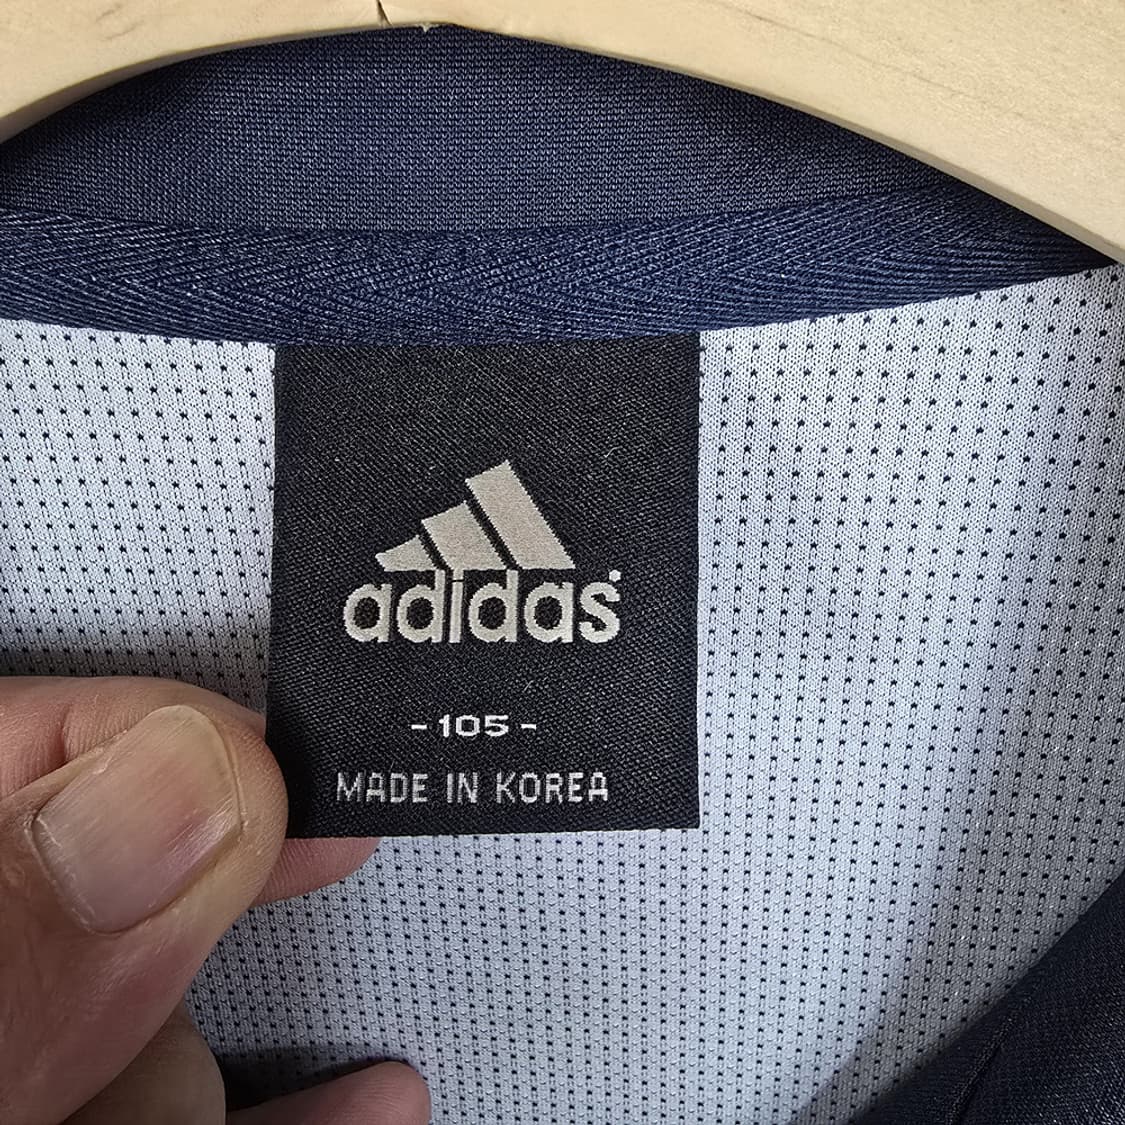 adidas
-105-
MADE IN KOREA